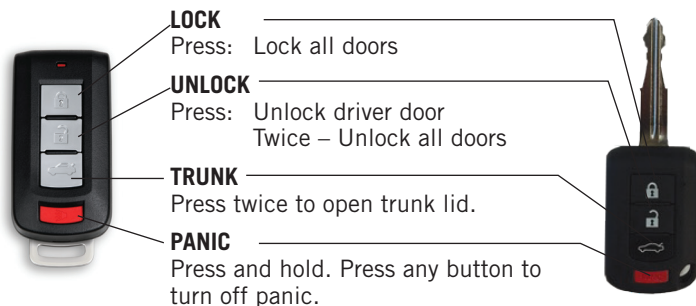 LOCK
Press: Lock all doors
UNLOCK
Press: Unlock driver door
Twice – Unlock all doors
TRUNK
Press twice to open trunk lid.
PANIC
Press and hold. Press any button to
turn off panic.